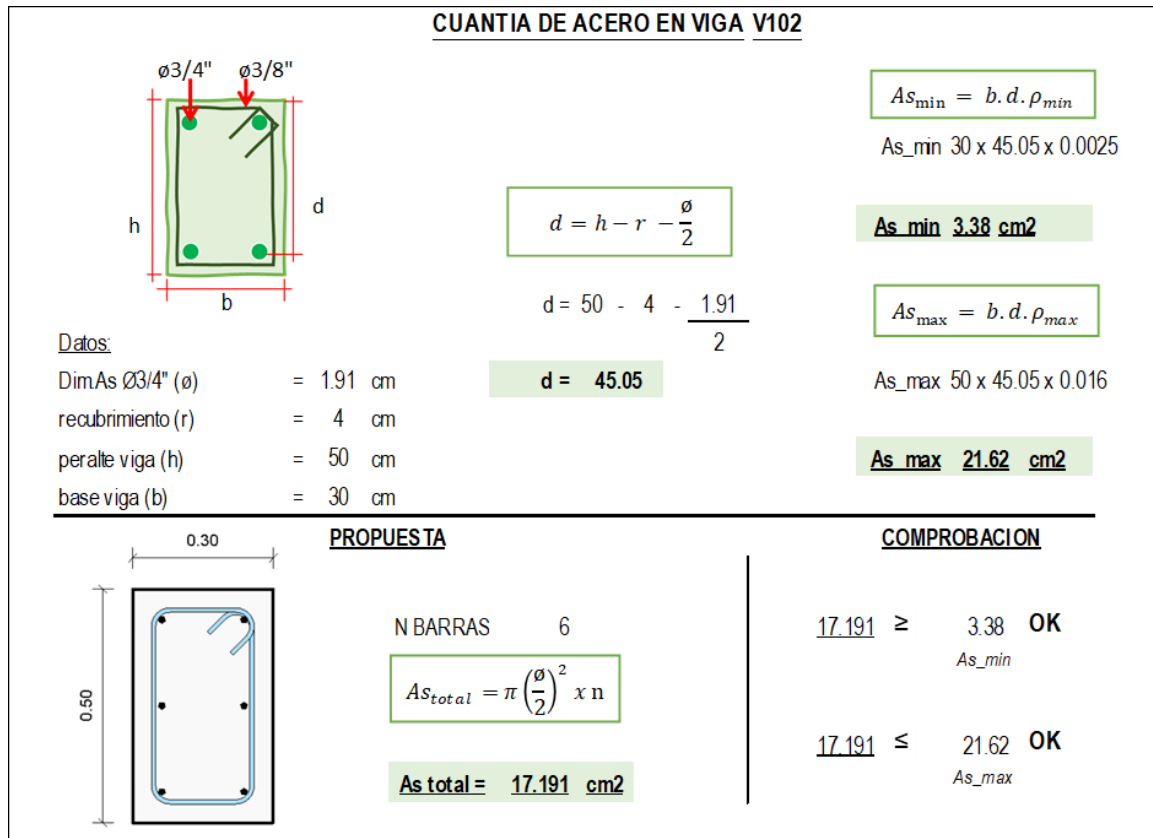 CUANTIA DE ACERO EN VIGA V102
ø3/4" ø3/8"
h
d
b
Datos:
Dim.As Ø3/4" (ø) = 1.91 cm
recubrimiento (r) = 4 cm
peralte viga (h) = 50 cm
base viga (b) = 30 cm
d = h − r − ø/2
d = 50 - 4 - 1.91
2
d = 45.05
As_min = b.d.ρ_min
As_min 30 x 45.05 x 0.0025
As_min 3.38 cm2
As_max = b.d.ρ_max
As_max 50 x 45.05 x 0.016
As_max 21.62 cm2
PROPUESTA
0.30
0.50
N BARRAS 6
As_total = π (ø/2)^2 x n
As total = 17.191 cm2
COMPROBACION
17.191 ≥ 3.38 OK
As_min
17.191 ≤ 21.62 OK
As_max